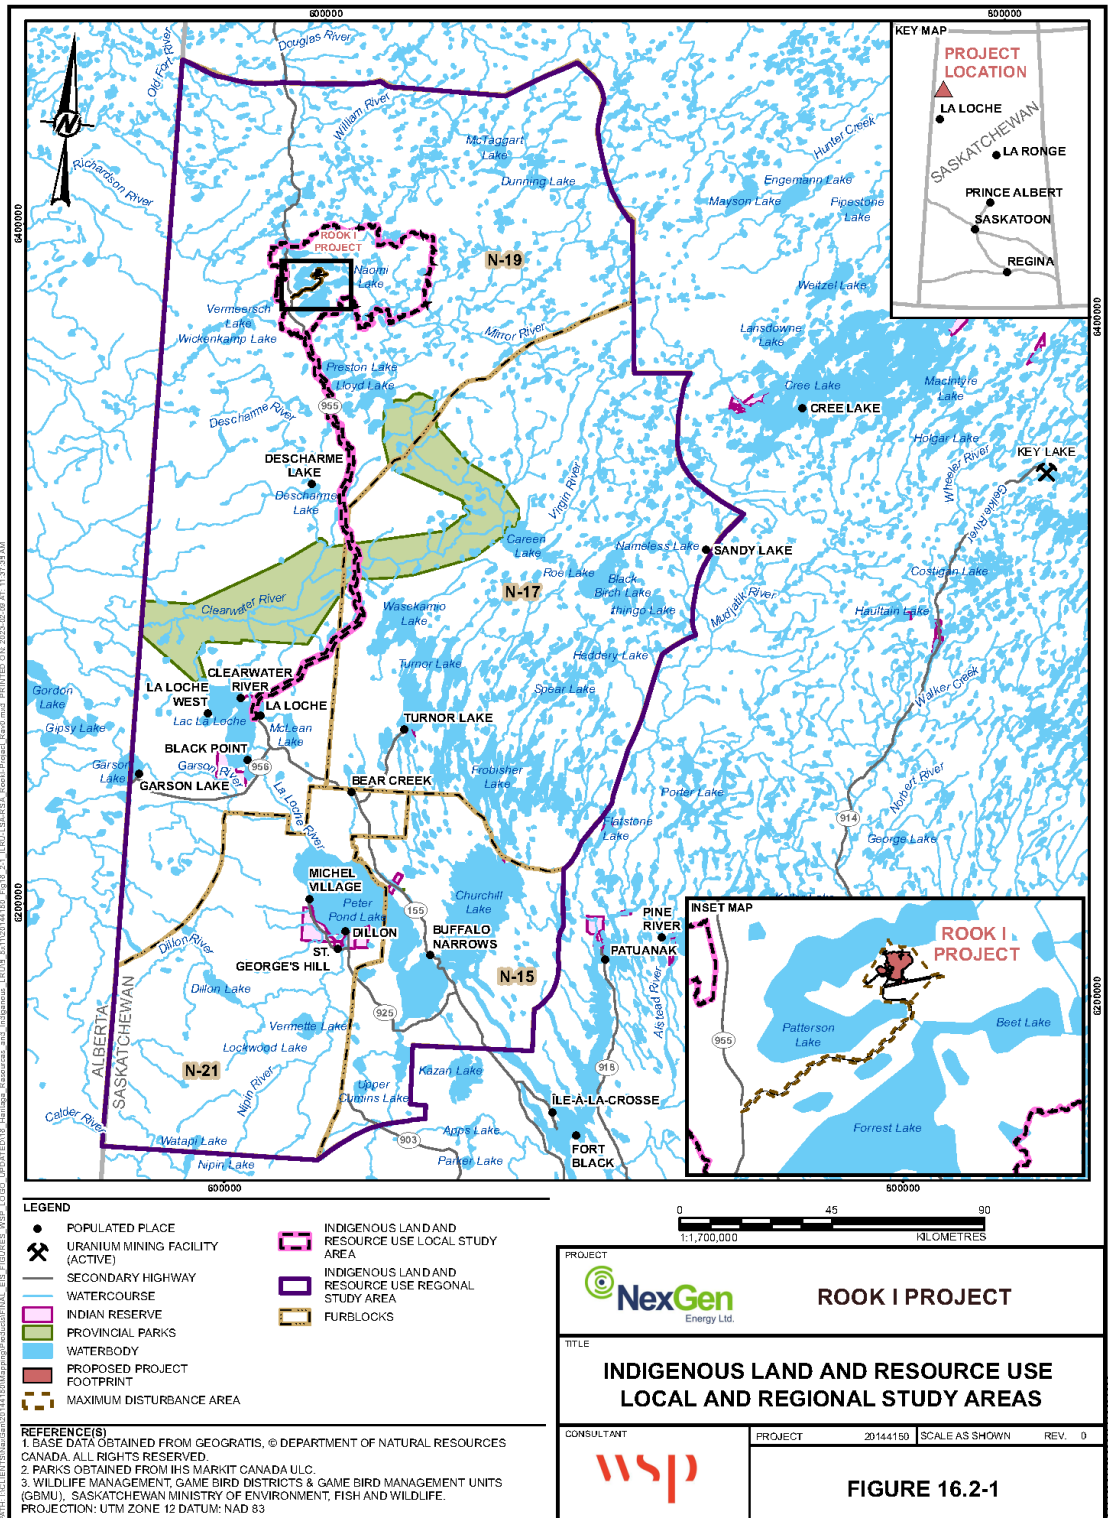 600000
600000
Douglas River
Old Fort River
KEY MAP
PROJECT
LOCATION
LA LOCHE
SASKATCHEWAN
LA RONGE
PRINCE ALBERT
SASKATOON
REGINA
N
William River
McTaggart
Lake
Dunning Lake
Hunter Creek
Engemann Lake
Mayson Lake
Pipestone
Lake
Richardson River
6400000
ROOK I
PROJECT
N-19
Naomi
Lake
Weitzel Lake
6400000
Vermeersch
Lake
Wickenkamp Lake
Mirror River
Lansdowne
Lake
Preston Lake
Lloyd Lake
Cree Lake
Macintyre
Lake
955
CREE LAKE
Descharme River
Holgar Lake
DESCHARME
LAKE
Descharme
Lake
Wheeler River
KEY LAKE
Geikie River
Virgin River
Careen
Lake
Nameless Lake
SANDY LAKE
Roe Lake
Black
Birch Lake
Costigan Lake
N-17
Clearwater River
Wasekamio
Lake
thingo Lake
Mudjatik River
Haultain Lake
Haddery Lake
Turnor Lake
Spear Lake
Walker Creek
CLEARWATER
RIVER
LA LOCHE
WEST
LA LOCHE
Gordon
Lake
Gipsy Lake
Lac La Loche
McLean
Lake
TURNOR LAKE
BLACK POINT
Garson
Lake
Garson River
956
GARSON LAKE
Frobisher
Lake
BEAR CREEK
La Loche River
Porter Lake
Norbert River
Flatstone
Lake
914
George Lake
MICHEL
VILLAGE
Peter
Pond Lake
Churchill
Lake
155
6200000
DILLON
BUFFALO
NARROWS
ST.
GEORGE'S HILL
Dillon River
PINE
RIVER
PATUANAK
N-15
Dillon Lake
925
Alstead River
Vermette Lake
Lockwood Lake
ALBERTA
SASKATCHEWAN
N-21
Nipin River
Upper
Cumins Lake
Kazan Lake
918
ÎLE-À-LA-CROSSE
Calder River
Watapi Lake
Nipin Lake
903
Apps Lake
Parker Lake
FORT
BLACK
INSET MAP
ROOK I
PROJECT
Patterson
Lake
Beet Lake
955
Forrest Lake
6200000
600000
600000
LEGEND
POPULATED PLACE
URANIUM MINING FACILITY
(ACTIVE)
SECONDARY HIGHWAY
WATERCOURSE
INDIAN RESERVE
PROVINCIAL PARKS
WATERBODY
PROPOSED PROJECT
FOOTPRINT
MAXIMUM DISTURBANCE AREA
INDIGENOUS LAND AND
RESOURCE USE LOCAL STUDY
AREA
INDIGENOUS LAND AND
RESOURCE USE REGIONAL
STUDY AREA
FURBLOCKS
0 45 90
1:1,700,000 KILOMETRES
REFERENCE(S)
1. BASE DATA OBTAINED FROM GEOGRATIS, © DEPARTMENT OF NATURAL RESOURCES
CANADA. ALL RIGHTS RESERVED.
2. PARKS OBTAINED FROM IHS MARKIT CANADA ULC.
3. WILDLIFE MANAGEMENT, GAME BIRD DISTRICTS & GAME BIRD MANAGEMENT UNITS
(GBMU), SASKATCHEWAN MINISTRY OF ENVIRONMENT, FISH AND WILDLIFE.
PROJECTION: UTM ZONE 12 DATUM: NAD 83
PROJECT
NexGen
Energy Ltd.
ROOK I PROJECT
TITLE
INDIGENOUS LAND AND RESOURCE USE
LOCAL AND REGIONAL STUDY AREAS
CONSULTANT
wsp
PROJECT 20144150 SCALE AS SHOWN REV. 0
FIGURE 16.2-1